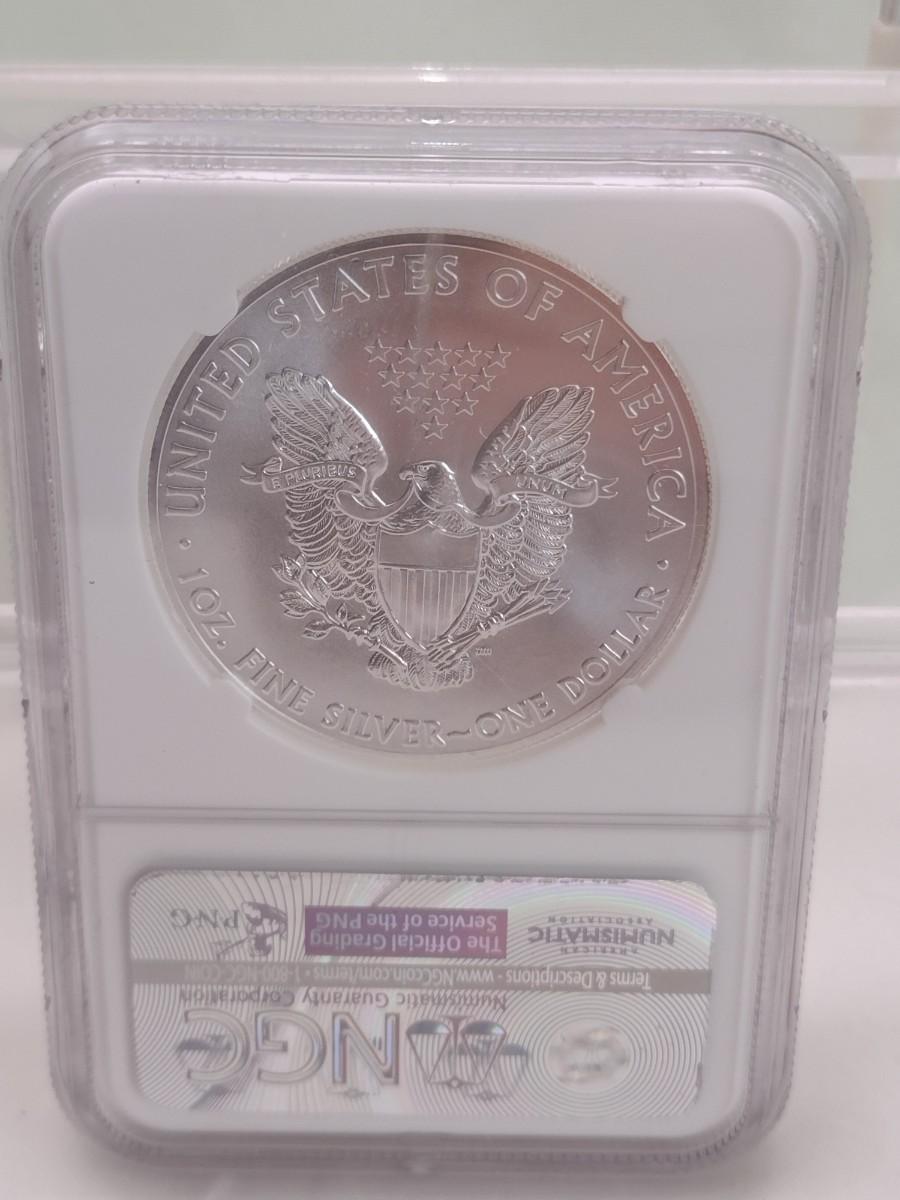 UNITED STATES OF AMERICA
E PLURIBUS UNUM
· 1 OZ. FINE SILVER~ONE DOLLAR ·
NGC
Numismatic Guaranty Corporation
Terms & Descriptions - www.NGCcoin.com/terms • 1-800-NGC-COIN
AMERICAN
NUMISMATIC
ASSOCIATION
The Official Grading
Service of the PNG
PNG